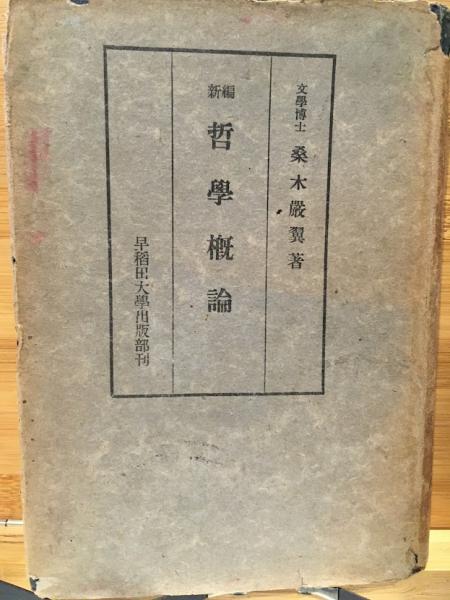 文學博士 桑木嚴翼著
新編
哲學概論
早稻田大學出版部刊